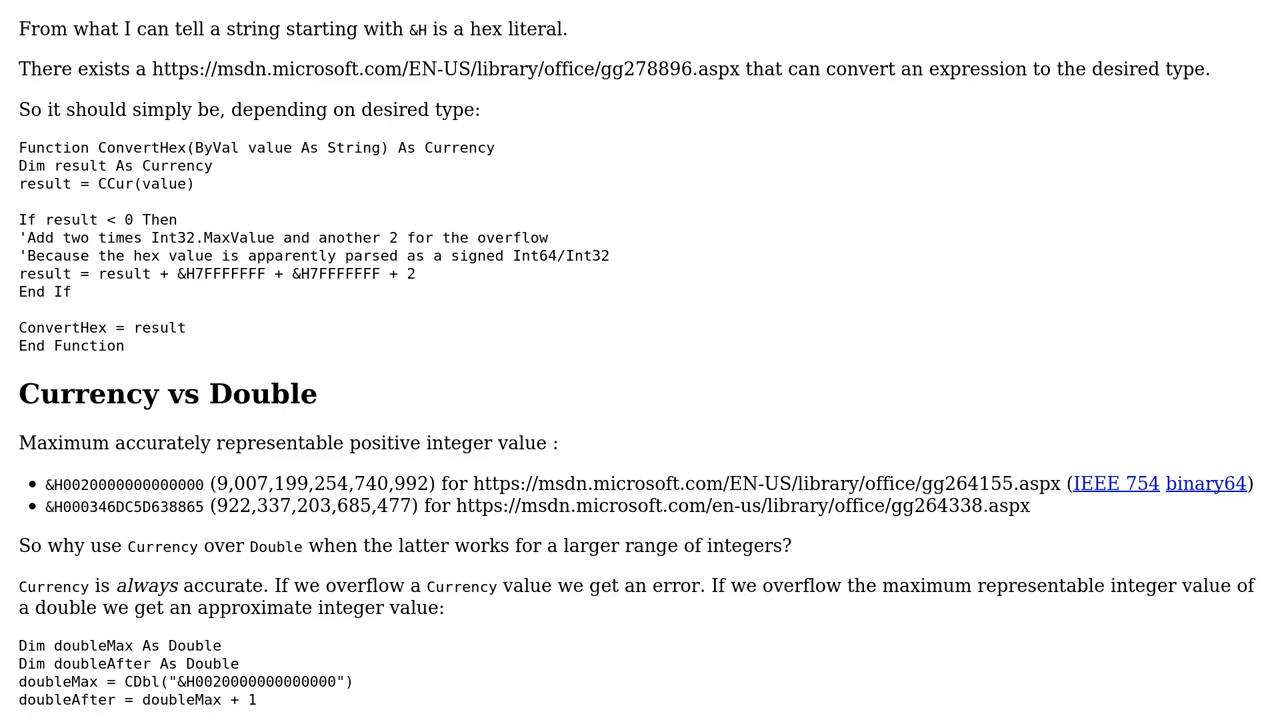 From what I can tell a string starting with &H is a hex literal.
There exists a https://msdn.microsoft.com/EN-US/library/office/gg278896.aspx that can convert an expression to the desired type.
So it should simply be, depending on desired type:
Function ConvertHex(ByVal value As String) As Currency
Dim result As Currency
result = CCur(value)
If result < 0 Then
'Add two times Int32.MaxValue and another 2 for the overflow
'Because the hex value is apparently parsed as a signed Int64/Int32
result = result + &H7FFFFFFF + &H7FFFFFFF + 2
End If
ConvertHex = result
End Function
Currency vs Double
Maximum accurately representable positive integer value :
• &H0020000000000000 (9,007,199,254,740,992) for https://msdn.microsoft.com/EN-US/library/office/gg264155.aspx (IEEE 754 binary64)
• &H000346DC5D638865 (922,337,203,685,477) for https://msdn.microsoft.com/en-us/library/office/gg264338.aspx
So why use Currency over Double when the latter works for a larger range of integers?
Currency is always accurate. If we overflow a Currency value we get an error. If we overflow the maximum representable integer value of
a double we get an approximate integer value:
Dim doubleMax As Double
Dim doubleAfter As Double
doubleMax = CDbl("&H0020000000000000")
doubleAfter = doubleMax + 1